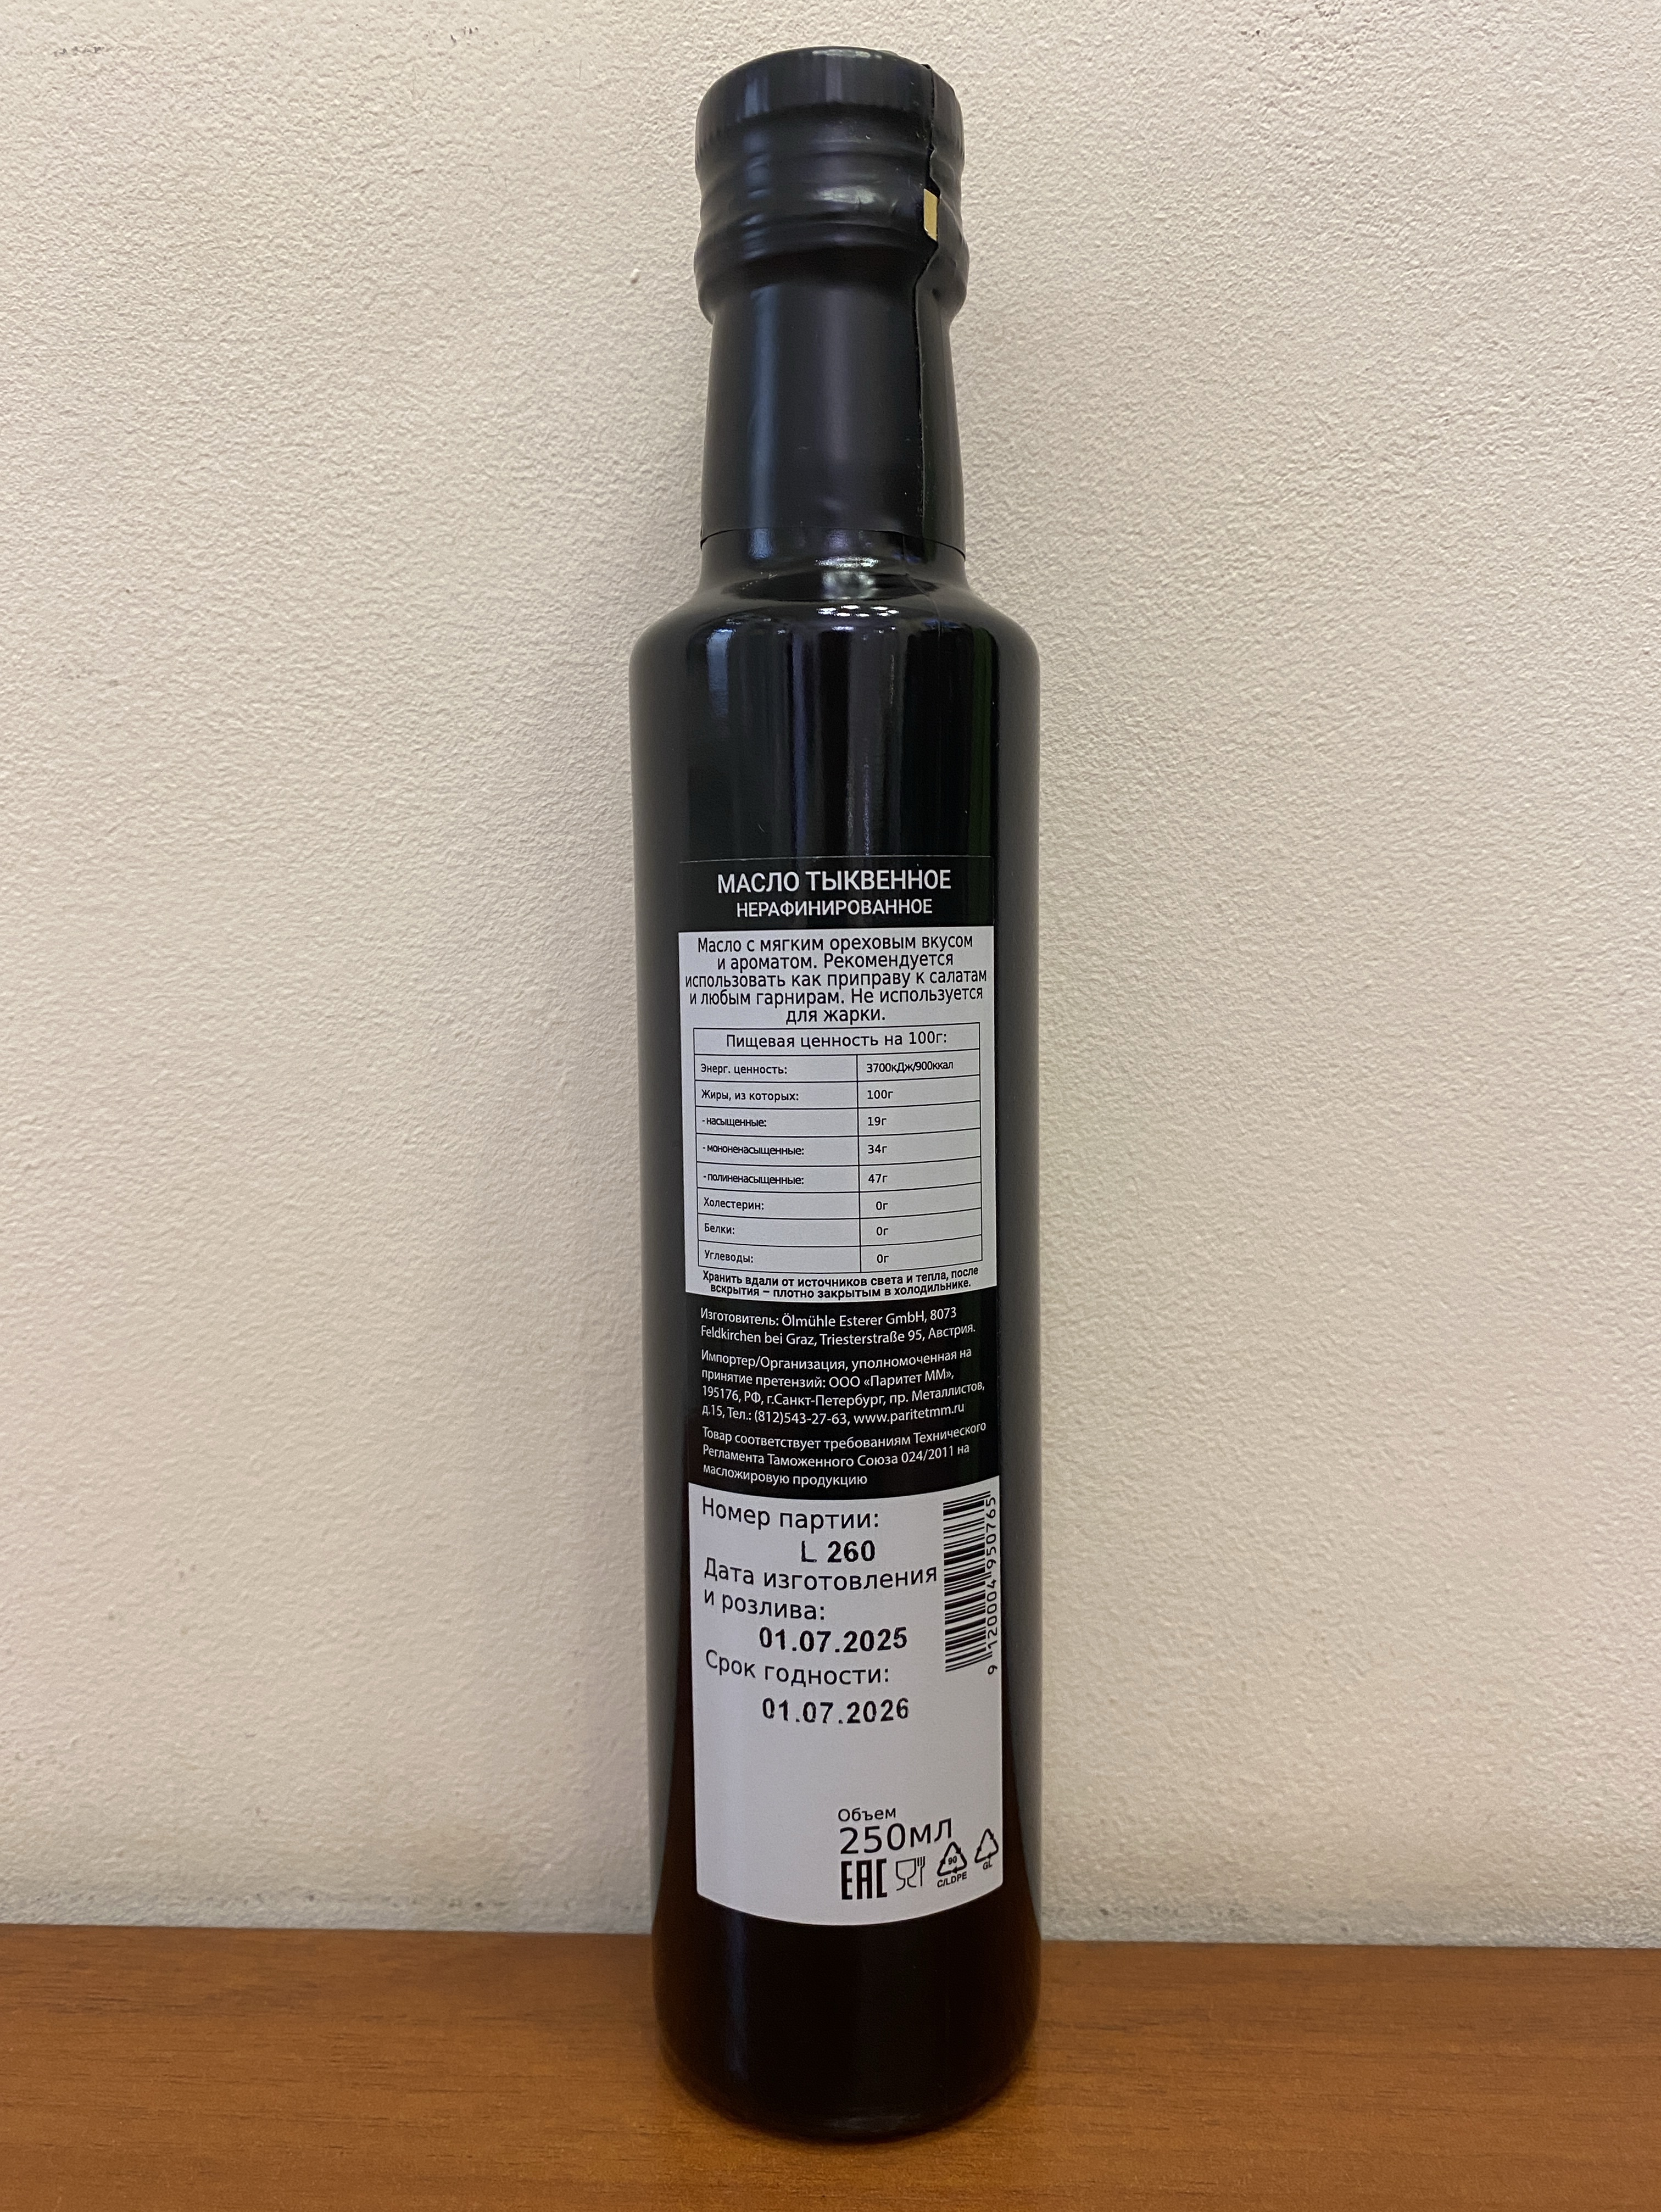 МАСЛО ТЫКВЕННОЕ
НЕРАФИНИРОВАННОЕ
Масло с мягким ореховым вкусом
и ароматом. Рекомендуется
использовать как приправу к салатам
и любым гарнирам. Не используется
для жарки.
Пищевая ценность на 100г:
Энерг. ценность: 3700кДж/900ккал
Жиры, из которых: 100г
- насыщенные: 19г
- мононенасыщенные: 34г
- полиненасыщенные: 47г
Холестерин: 0г
Белки: 0г
Углеводы: 0г
Хранить вдали от источников света и тепла, после
вскрытия – плотно закрытым в холодильнике.
Изготовитель: Ölmühle Esterer GmbH, 8073
Feldkirchen bei Graz, Triesterstraße 95, Австрия.
Импортер/Организация, уполномоченная на
принятие претензий: ООО «Паритет ММ»,
195176, РФ, г.Санкт-Петербург, пр. Металлистов,
д.15, Тел.: (812)543-27-63, www.paritetmm.ru
Товар соответствует требованиям Технического
Регламента Таможенного Союза 024/2011 на
масложировую продукцию
Номер партии:
L 260
Дата изготовления
и розлива:
01.07.2025
Срок годности:
01.07.2026
9 120004 950765
Объем
250мл
EAC
90
C/LDPE
GL